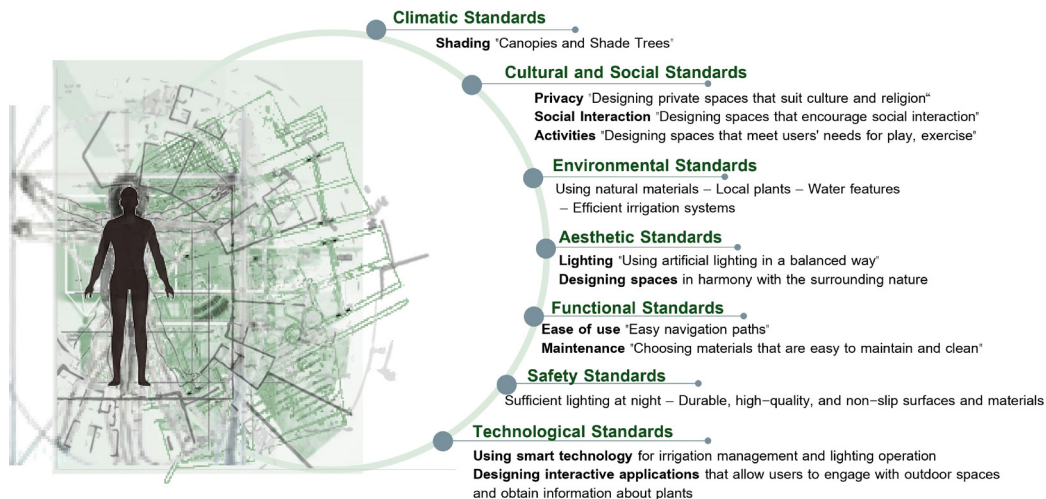 Climatic Standards
Shading "Canopies and Shade Trees"
Cultural and Social Standards
Privacy "Designing private spaces that suit culture and religion“
Social Interaction "Designing spaces that encourage social interaction"
Activities "Designing spaces that meet users' needs for play, exercise"
Environmental Standards
Using natural materials – Local plants – Water features
– Efficient irrigation systems
Aesthetic Standards
Lighting "Using artificial lighting in a balanced way"
Designing spaces in harmony with the surrounding nature
Functional Standards
Ease of use "Easy navigation paths"
Maintenance "Choosing materials that are easy to maintain and clean"
Safety Standards
Sufficient lighting at night – Durable, high-quality, and non-slip surfaces and materials
Technological Standards
Using smart technology for irrigation management and lighting operation
Designing interactive applications that allow users to engage with outdoor spaces
and obtain information about plants